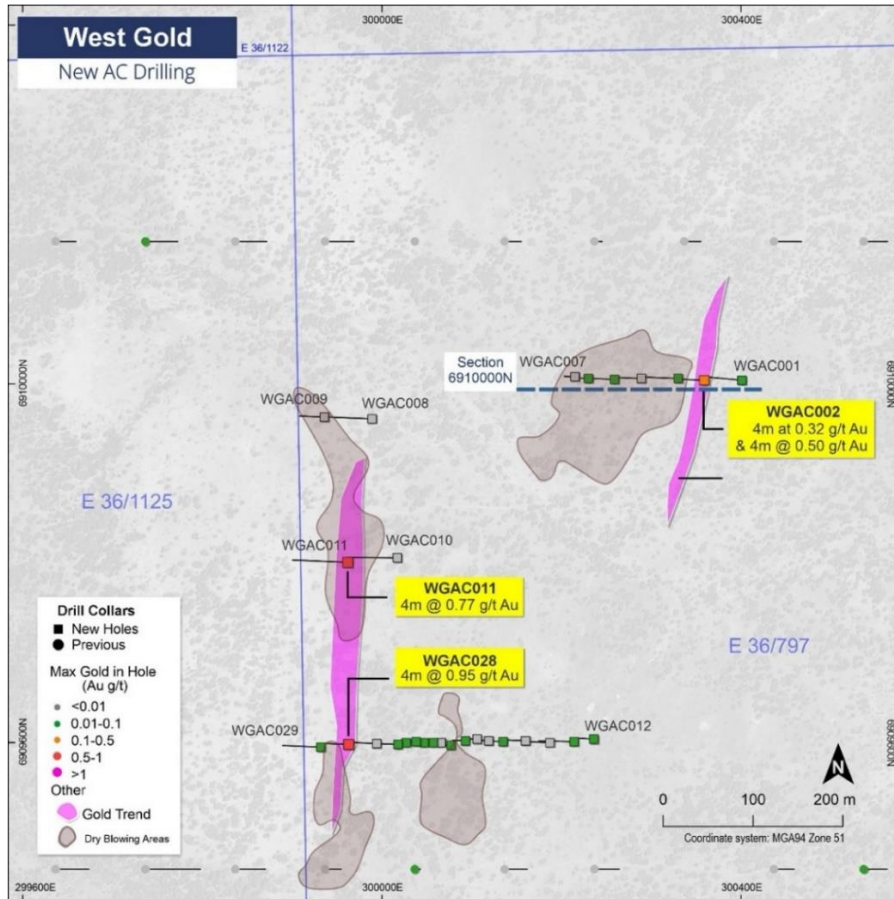 West Gold
New AC Drilling
300000E
300400E
E 36/1122
6910000N
6910000N
Section
6910000N
WGAC007
WGAC001
WGAC002
4m at 0.32 g/t Au
& 4m @ 0.50 g/t Au
WGAC009
WGAC008
E 36/1125
WGAC011
WGAC010
WGAC011
4m @ 0.77 g/t Au
E 36/797
WGAC028
4m @ 0.95 g/t Au
WGAC029
WGAC012
6909600N
6909600N
Drill Collars
New Holes
Previous
Max Gold in Hole
(Au g/t)
<0.01
0.01-0.1
0.1-0.5
0.5-1
>1
Other
Gold Trend
Dry Blowing Areas
N
0 100 200 m
Coordinate system: MGA94 Zone 51
299600E
300000E
300400E